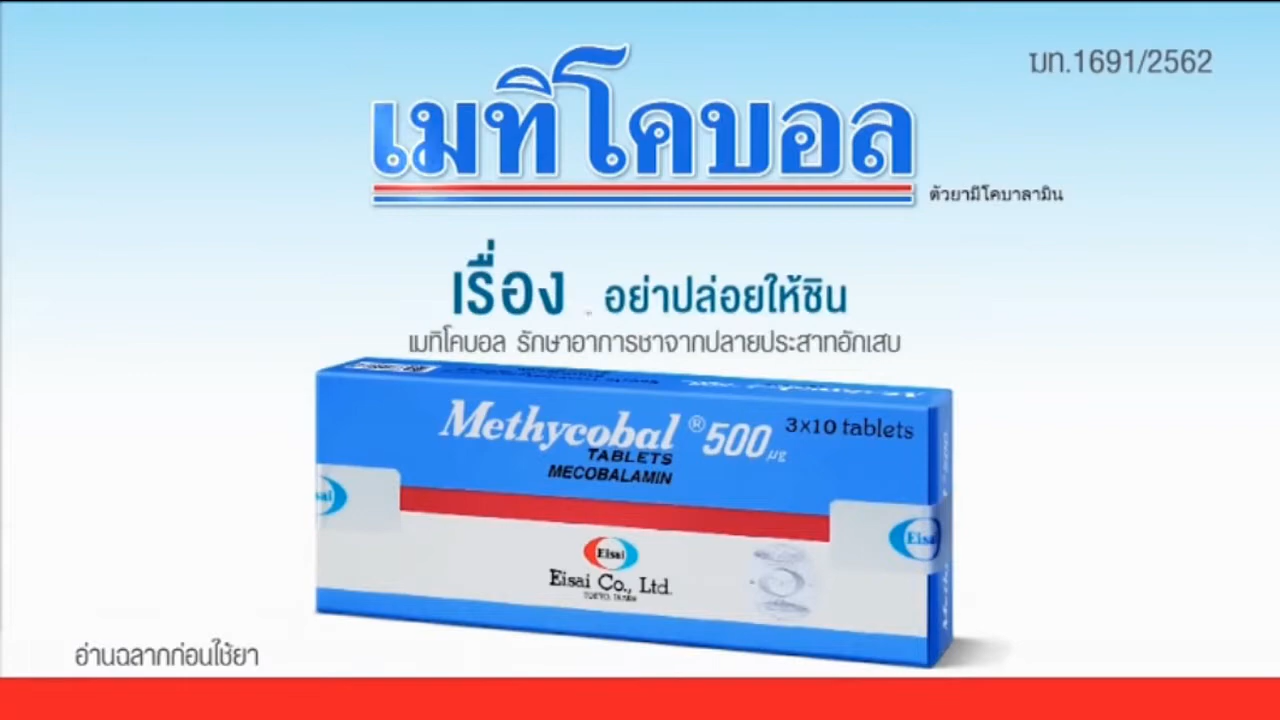 ฆท.1691/2562
เมทิโคบอล
ตัวยามิโคบาลามิน
เรื่อง อย่าปล่อยให้ชิน
เมทิโคบอล รักษาอาการชาจากปลายประสาทอักเสบ
Methycobal® 500 µg 3x10 tablets
TABLETS
MECOBALAMIN
Eisai
Eisai
Eisai Co., Ltd.
TOKYO, JAPAN
อ่านฉลากก่อนใช้ยา